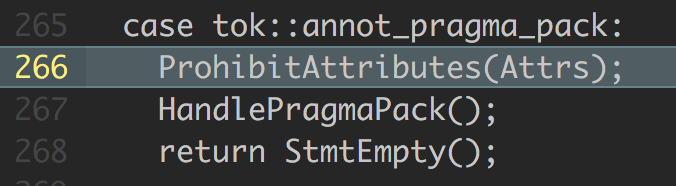 265 case tok::annot_pragma_pack:
266 ProhibitAttributes(Attrs);
267 HandlePragmaPack();
268 return StmtEmpty();